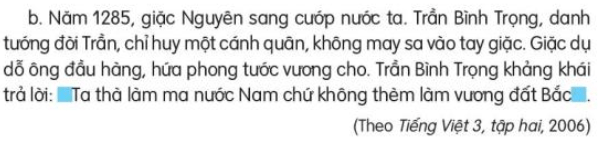 b. Năm 1285, giặc Nguyên sang cướp nước ta. Trần Bình Trọng, danh
tướng đời Trần, chỉ huy một cánh quân, không may sa vào tay giặc. Giặc dụ
dỗ ông đầu hàng, hứa phong tước vương cho. Trần Bình Trọng khảng khái
trả lời: Ta thà làm ma nước Nam chứ không thèm làm vương đất Bắc.
(Theo Tiếng Việt 3, tập hai, 2006)